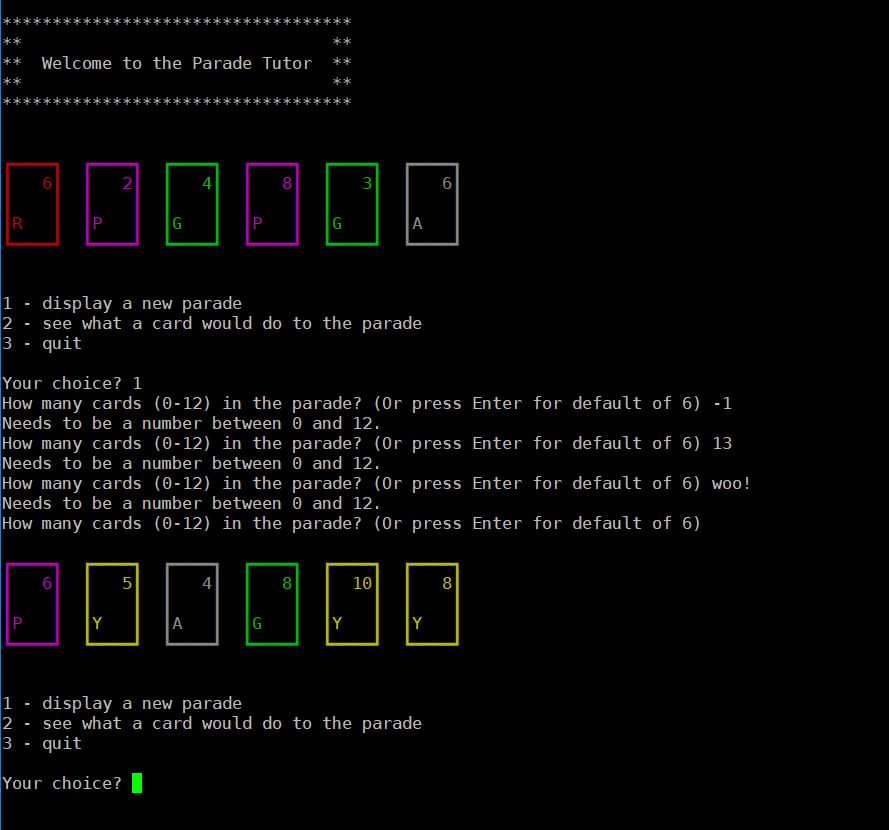 ***********************************
**                               **
**  Welcome to the Parade Tutor  **
**                               **
***********************************
6 2 4 8 3 6
R P G P G A
1 - display a new parade
2 - see what a card would do to the parade
3 - quit
Your choice? 1
How many cards (0-12) in the parade? (Or press Enter for default of 6) -1
Needs to be a number between 0 and 12.
How many cards (0-12) in the parade? (Or press Enter for default of 6) 13
Needs to be a number between 0 and 12.
How many cards (0-12) in the parade? (Or press Enter for default of 6) woo!
Needs to be a number between 0 and 12.
How many cards (0-12) in the parade? (Or press Enter for default of 6)
6 5 4 8 10 8
P Y A G Y Y
1 - display a new parade
2 - see what a card would do to the parade
3 - quit
Your choice?